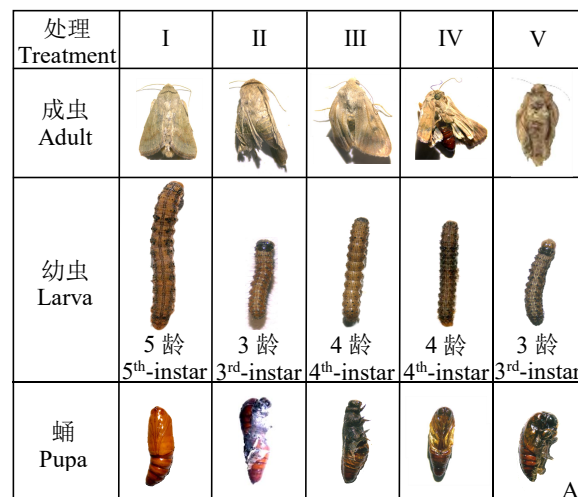 处理
Treatment
I
II
III
IV
V
成虫
Adult
幼虫
Larva
5 龄
5th-instar
3 龄
3rd-instar
4 龄
4th-instar
4 龄
4th-instar
3 龄
3rd-instar
蛹
Pupa
A